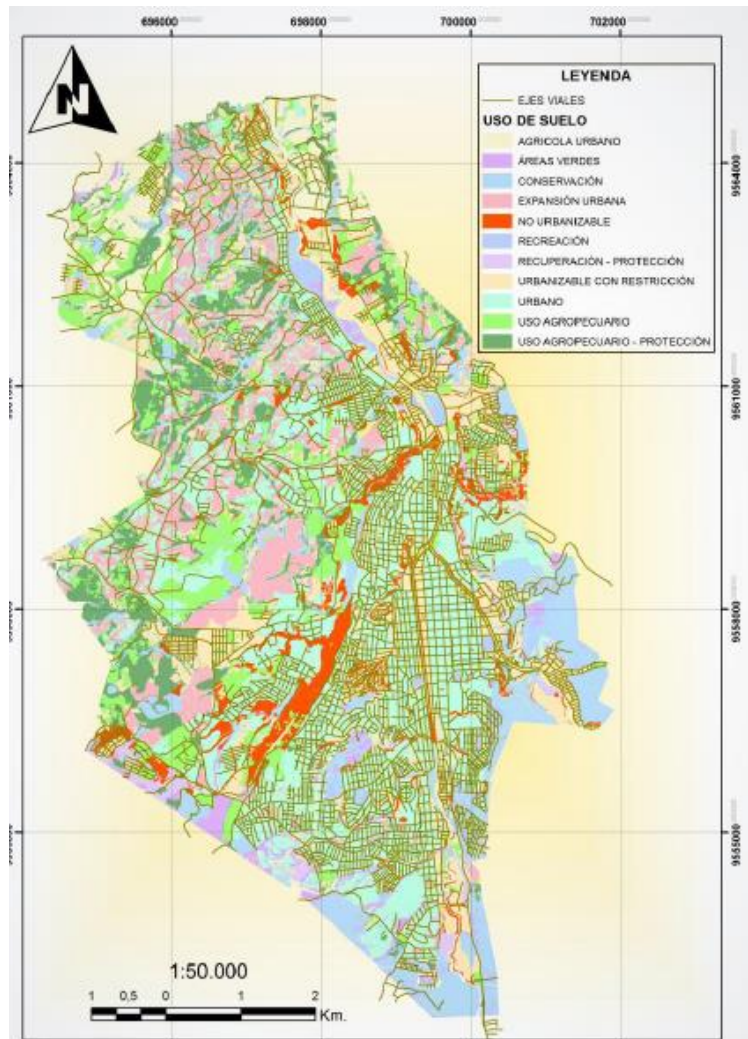 696000 698000 700000 702000
N
LEYENDA
EJES VIALES
USO DE SUELO
AGRICOLA URBANO
ÁREAS VERDES
CONSERVACIÓN
EXPANSIÓN URBANA
NO URBANIZABLE
RECREACIÓN
RECUPERACIÓN - PROTECCIÓN
URBANIZABLE CON RESTRICCIÓN
URBANO
USO AGROPECUARIO
USO AGROPECUARIO - PROTECCIÓN
9564000
9561000
9558000
9555000
1:50.000
1 0,5 0 1 2
Km.